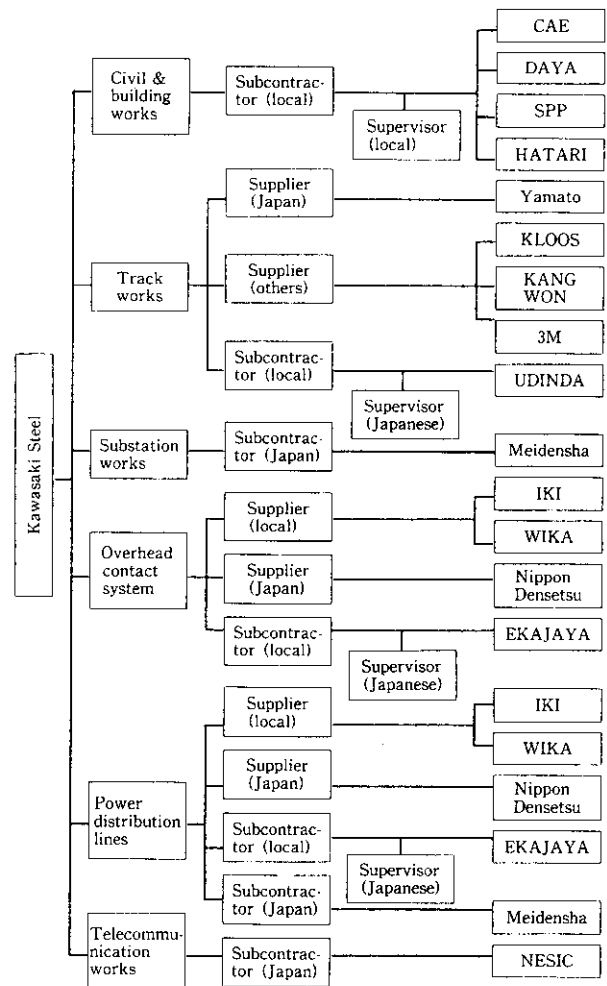 Kawasaki Steel
Civil &
building
works
Subcontrac-
tor (local)
Supervisor
(local)
CAE
DAYA
SPP
HATARI
Track
works
Supplier
(Japan)
Yamato
Supplier
(others)
KLOOS
KANG
WON
3M
Subcontrac-
tor (local)
Supervisor
(Japanese)
UDINDA
Substation
works
Subcontrac-
tor (Japan)
Meidensha
Overhead
contact
system
Supplier
(local)
IKI
WIKA
Supplier
(Japan)
Nippon
Densetsu
Subcontrac-
tor (local)
Supervisor
(Japanese)
EKAJAYA
Power
distribution
lines
Supplier
(local)
IKI
WIKA
Supplier
(Japan)
Nippon
Densetsu
Subcontrac-
tor (local)
Supervisor
(Japanese)
EKAJAYA
Subcontrac-
tor (Japan)
Meidensha
Telecommu-
nication
works
Subcontrac-
tor (Japan)
NESIC